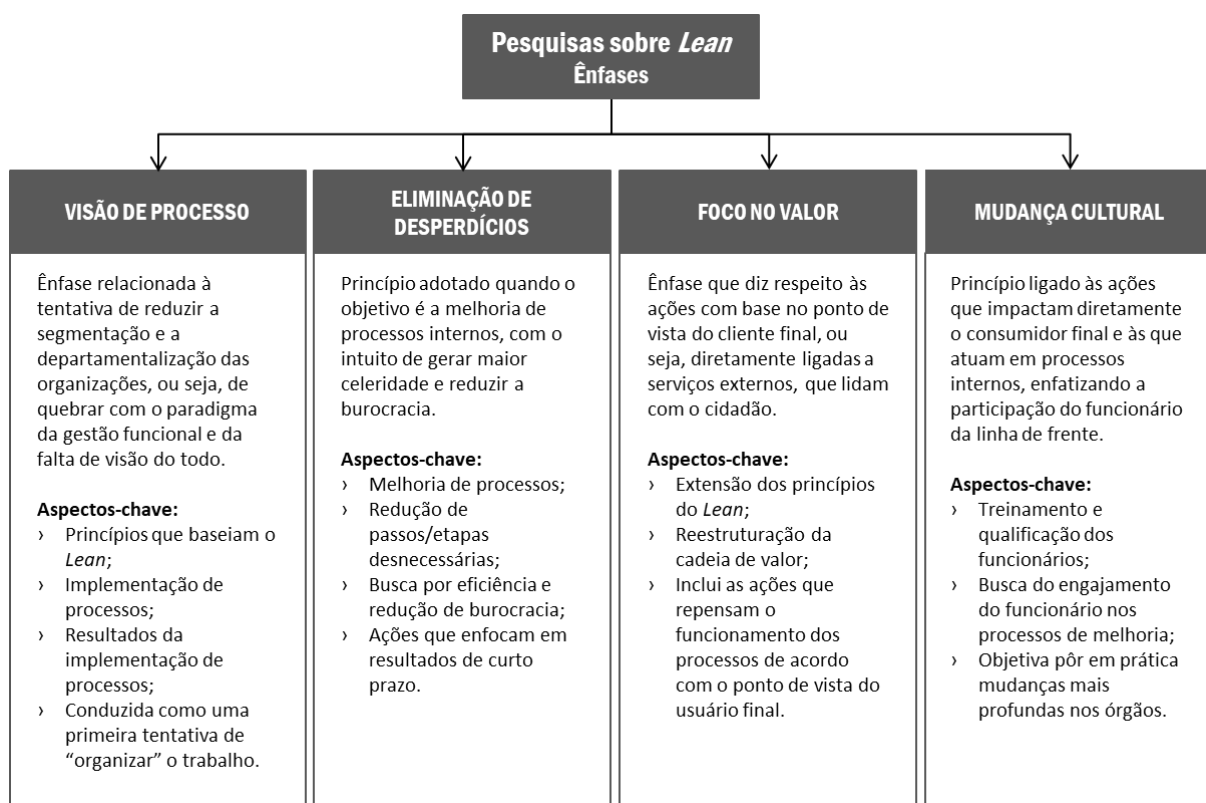 Pesquisas sobre Lean
Ênfases
VISÃO DE PROCESSO
Ênfase relacionada à
tentativa de reduzir a
segmentação e a
departamentalização das
organizações, ou seja, de
quebrar com o paradigma
da gestão funcional e da
falta de visão do todo.
Aspectos-chave:
› Princípios que baseiam o
Lean;
› Implementação de
processos;
› Resultados da
implementação de
processos;
› Conduzida como uma
primeira tentativa de
“organizar” o trabalho.
ELIMINAÇÃO DE
DESPERDÍCIOS
Princípio adotado quando o
objetivo é a melhoria de
processos internos, com o
intuito de gerar maior
celeridade e reduzir a
burocracia.
Aspectos-chave:
› Melhoria de processos;
› Redução de
passos/etapas
desnecessárias;
› Busca por eficiência e
redução de burocracia;
› Ações que enfocam em
resultados de curto
prazo.
FOCO NO VALOR
Ênfase que diz respeito às
ações com base no ponto de
vista do cliente final, ou
seja, diretamente ligadas a
serviços externos, que lidam
com o cidadão.
Aspectos-chave:
› Extensão dos princípios
do Lean;
› Reestruturação da
cadeia de valor;
› Inclui as ações que
repensam o
funcionamento dos
processos de acordo
com o ponto de vista do
usuário final.
MUDANÇA CULTURAL
Princípio ligado às ações
que impactam diretamente
o consumidor final e às que
atuam em processos
internos, enfatizando a
participação do funcionário
da linha de frente.
Aspectos-chave:
› Treinamento e
qualificação dos
funcionários;
› Busca do engajamento
do funcionário nos
processos de melhoria;
› Objetiva pôr em prática
mudanças mais
profundas nos órgãos.